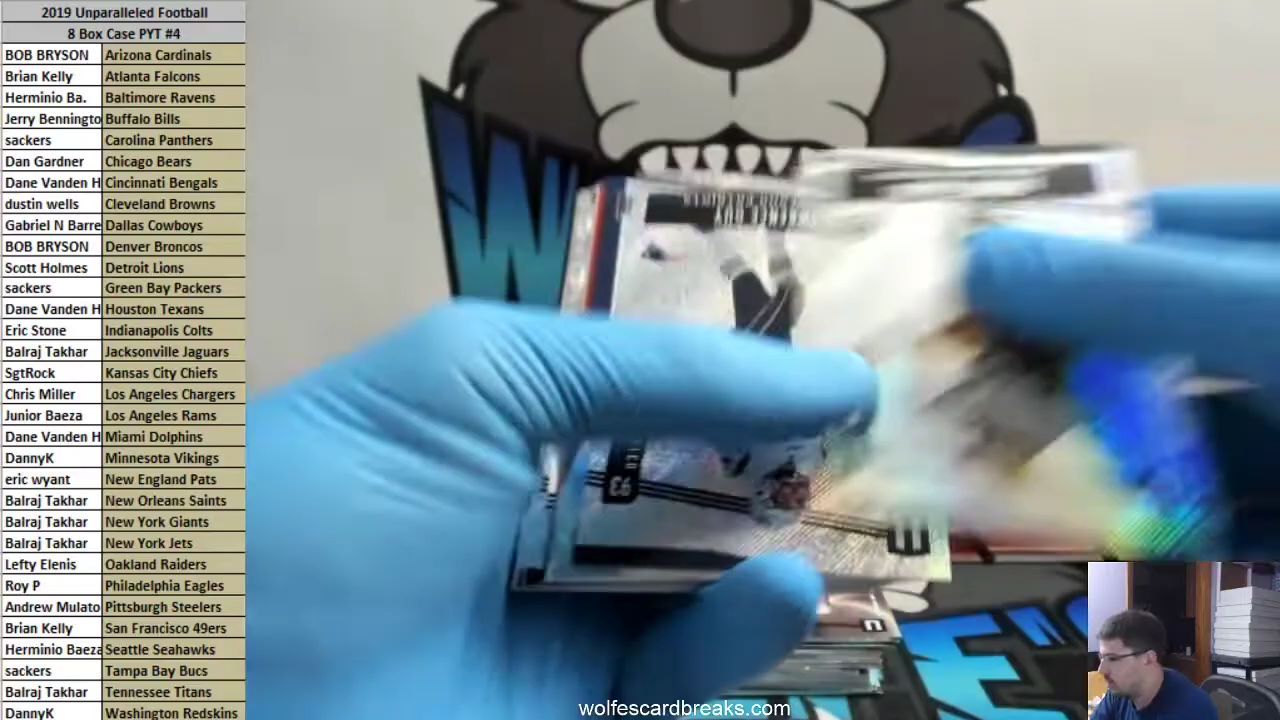 2019 Unparalleled Football
8 Box Case PYT #4
BOB BRYSON Arizona Cardinals
Brian Kelly Atlanta Falcons
Herminio Ba. Baltimore Ravens
Jerry Benningto Buffalo Bills
sackers Carolina Panthers
Dan Gardner Chicago Bears
Dane Vanden H Cincinnati Bengals
dustin wells Cleveland Browns
Gabriel N Barre Dallas Cowboys
BOB BRYSON Denver Broncos
Scott Holmes Detroit Lions
sackers Green Bay Packers
Dane Vanden H Houston Texans
Eric Stone Indianapolis Colts
Balraj Takhar Jacksonville Jaguars
SgtRock Kansas City Chiefs
Chris Miller Los Angeles Chargers
Junior Baeza Los Angeles Rams
Dane Vanden H Miami Dolphins
DannyK Minnesota Vikings
eric wyant New England Pats
Balraj Takhar New Orleans Saints
Balraj Takhar New York Giants
Balraj Takhar New York Jets
Lefty Elenis Oakland Raiders
Roy P Philadelphia Eagles
Andrew Mulato Pittsburgh Steelers
Brian Kelly San Francisco 49ers
Herminio Baeza Seattle Seahawks
sackers Tampa Bay Bucs
Balraj Takhar Tennessee Titans
DannyK Washington Redskins
W
93
wolfescardbreaks.com